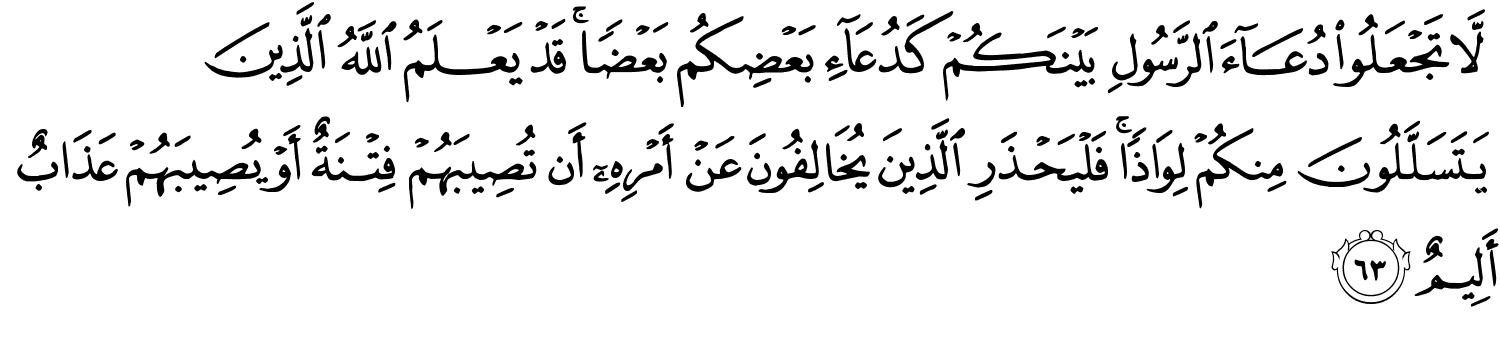 لَّا تَجْعَلُوا۟ دُعَآءَ ٱلرَّسُولِ بَيْنَكُمْ كَدُعَآءِ بَعْضِكُم بَعْضًا ۚ قَدْ يَعْلَمُ ٱللَّهُ ٱلَّذِينَ
يَتَسَلَّلُونَ مِنكُمْ لِوَاذًا ۚ فَلْيَحْذَرِ ٱلَّذِينَ يُخَالِفُونَ عَنْ أَمْرِهِۦٓ أَن تُصِيبَهُمْ فِتْنَةٌ أَوْ يُصِيبَهُمْ عَذَابٌ
أَلِيمٌ ٦٣